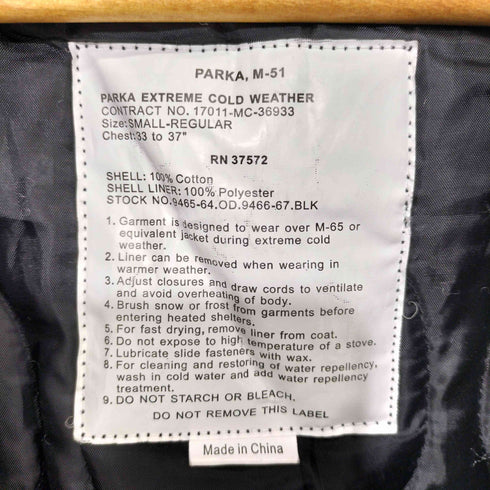 PARKA, M-51
PARKA EXTREME COLD WEATHER
CONTRACT NO. 17011-MC-36933
Size:SMALL-REGULAR
Chest:33 to 37"
RN 37572
SHELL: 100% Cotton
SHELL LINER: 100% Polyester
STOCK NO.9465-64.OD.9466-67.BLK
1. Garment is designed to wear over M-65 or
equivalent jacket during extreme cold
weather.
2. Liner can be removed when wearing in
warmer weather.
3. Adjust closures and draw cords to ventilate
and avoid overheating of body.
4. Brush snow or frost from garments before
entering heated shelters.
5. For fast drying, remove liner from coat.
6. Do not expose to high temperature of a stove.
7. Lubricate slide fasteners with wax.
8. For cleaning and restoring of water repellency,
wash in cold water and add water repellency
treatment.
9. DO NOT STARCH OR BLEACH.
DO NOT REMOVE THIS LABEL
Made in China